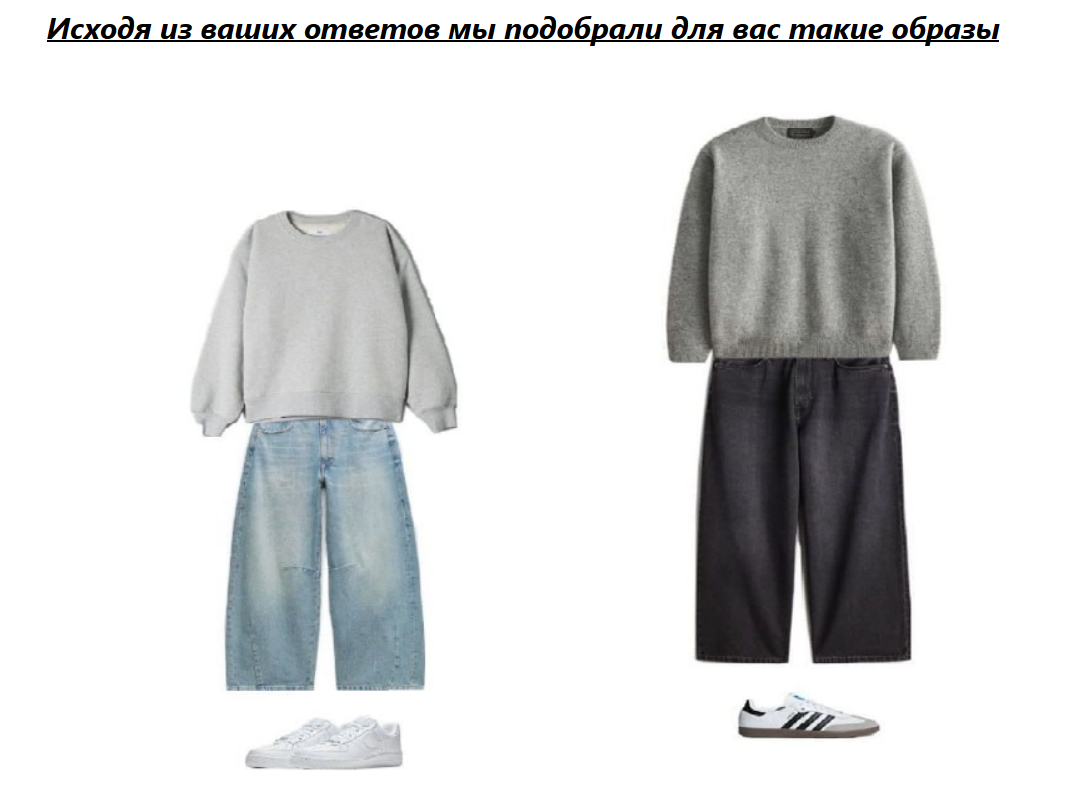 Исходя из ваших ответов мы подобрали для вас такие образы